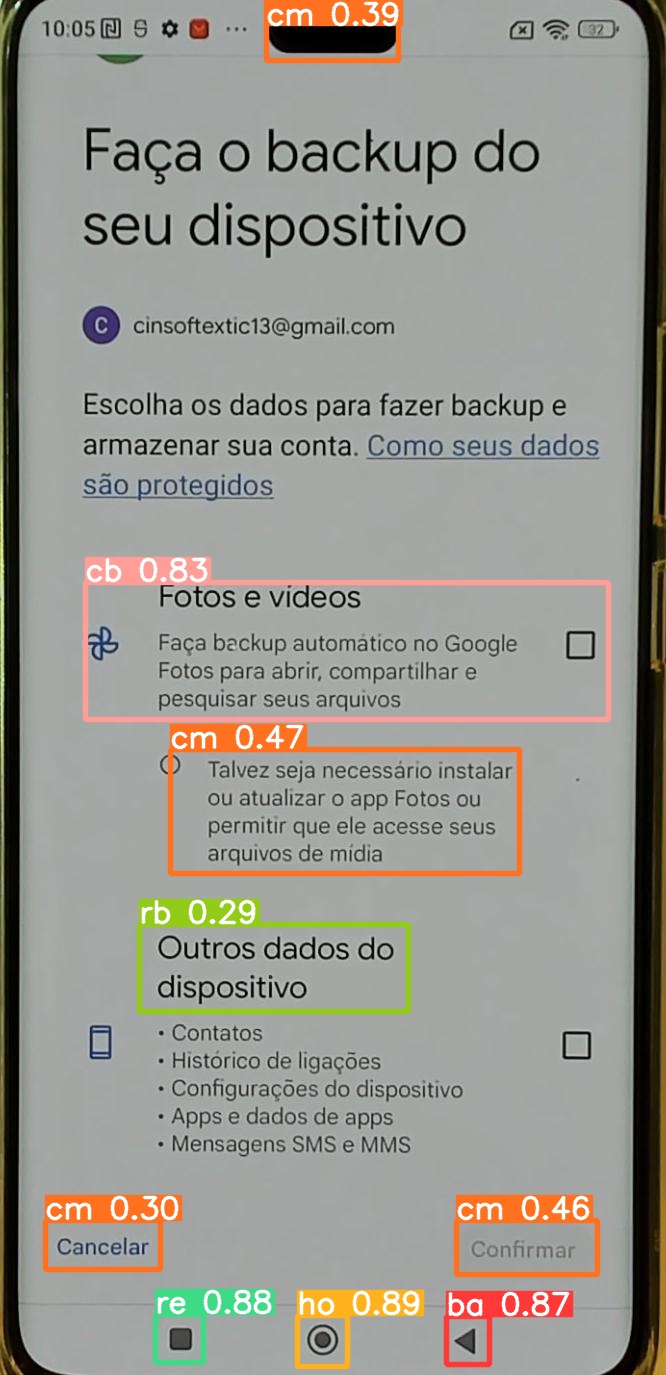 cm 0.39
10:05 ... 32
Faça o backup do
seu dispositivo
C cinsoftextic13@gmail.com
Escolha os dados para fazer backup e
armazenar sua conta. Como seus dados
são protegidos
cb 0.83
Fotos e vídeos
Faça backup automático no Google
Fotos para abrir, compartilhar e
pesquisar seus arquivos
cm 0.47
Talvez seja necessário instalar
ou atualizar o app Fotos ou
permitir que ele acesse seus
arquivos de mídia
rb 0.29
Outros dados do
dispositivo
• Contatos
• Histórico de ligações
• Configurações do dispositivo
• Apps e dados de apps
• Mensagens SMS e MMS
cm 0.30 cm 0.46
Cancelar Confirmar
re 0.88 ho 0.89 ba 0.87